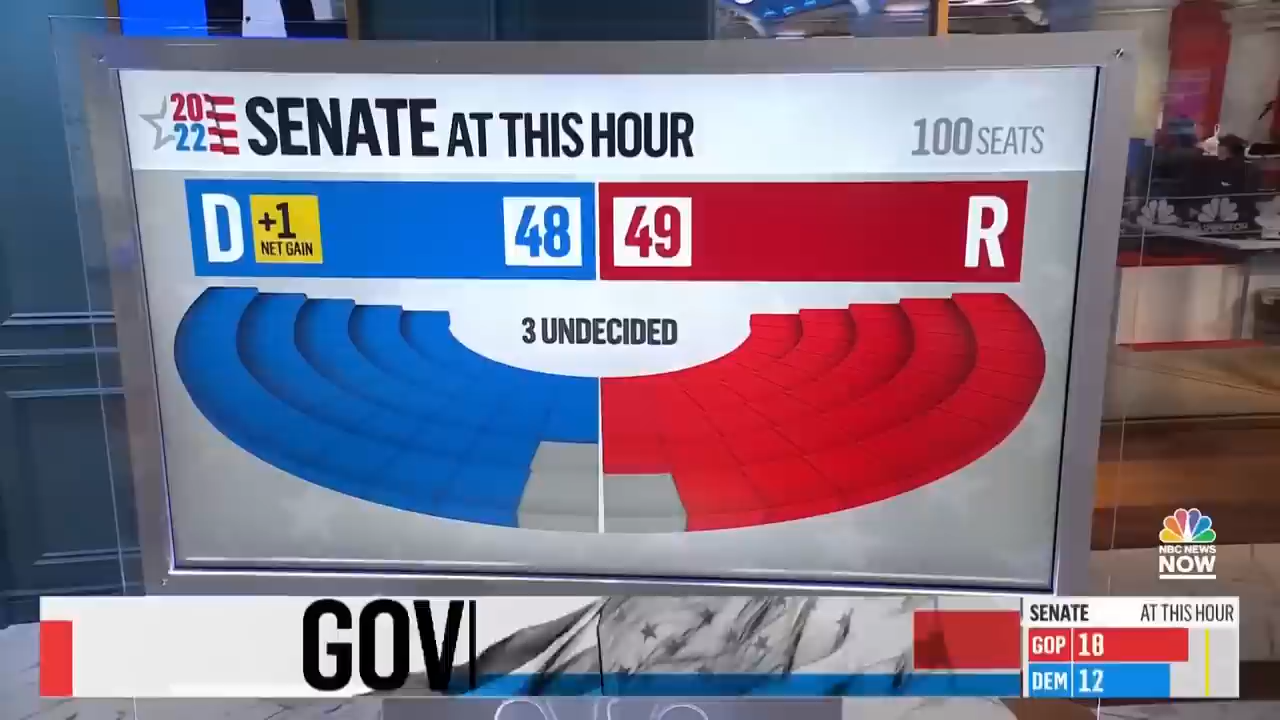 2022 SENATE AT THIS HOUR
100 SEATS
D +1 NET GAIN 48 49 R
3 UNDECIDED
NBC NEWS
NOW
GOV
SENATE AT THIS HOUR
GOP 18
DEM 12